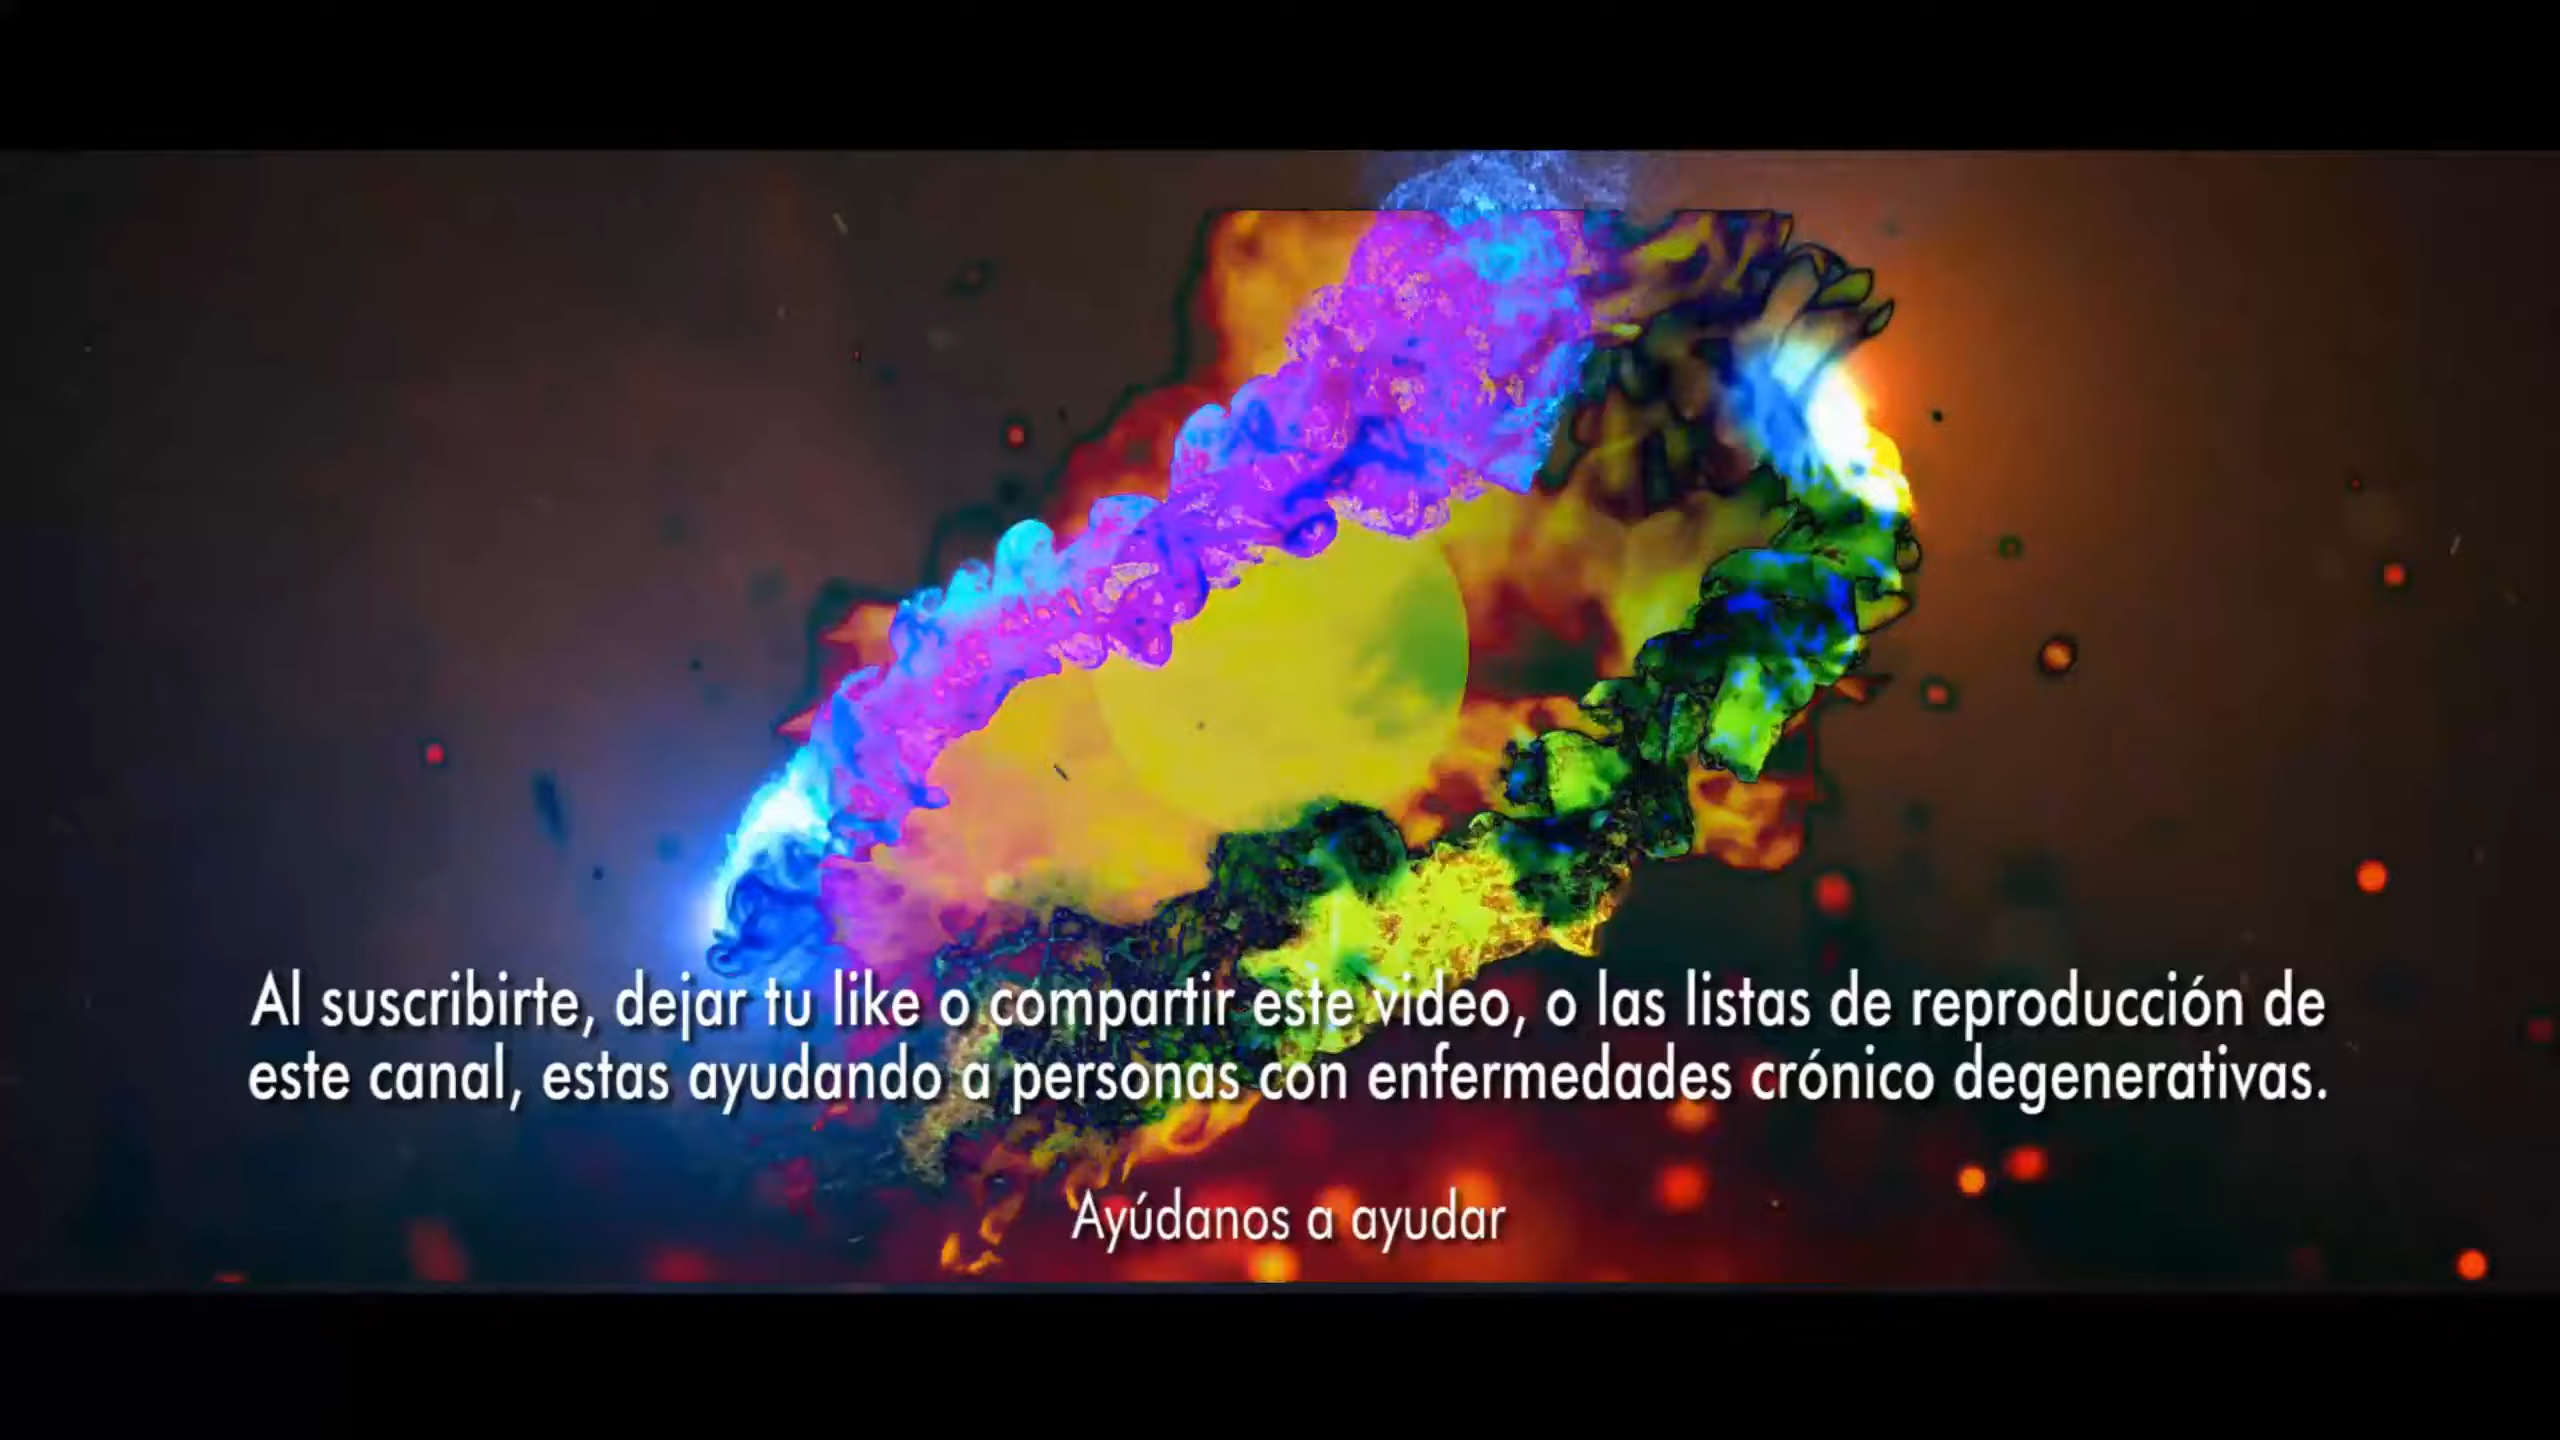 Al suscribirte, dejar tu like o compartir este video, o las listas de reproducción de
este canal, estas ayudando a personas con enfermedades crónico degenerativas.
Ayúdanos a ayudar